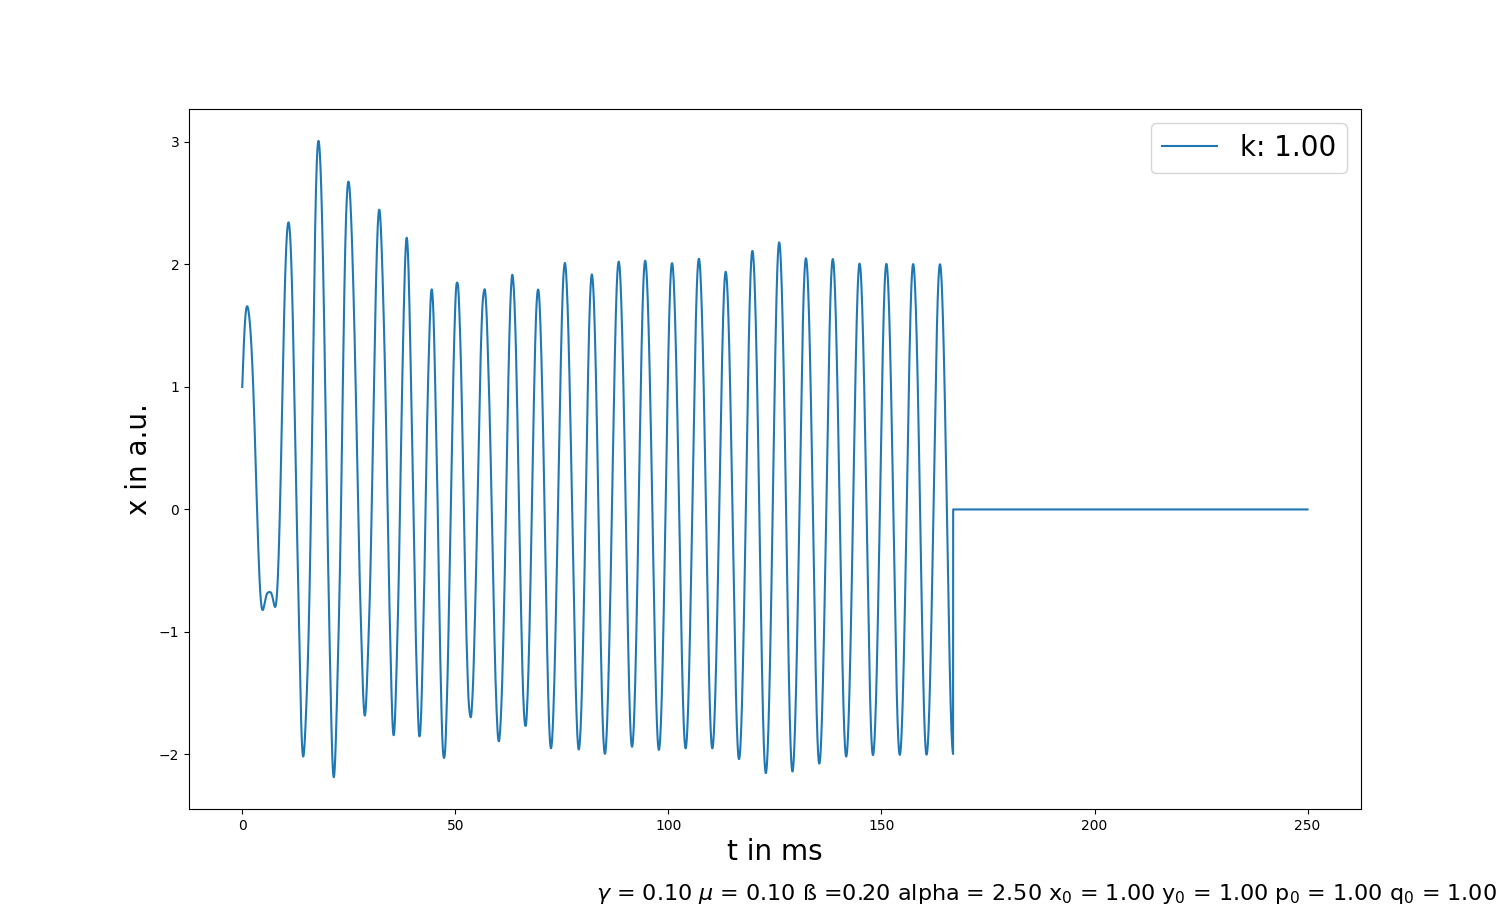 k: 1.00
3
2
1
0
−1
−2
x in a.u.
0 50 100 150 200 250
t in ms
γ = 0.10 μ = 0.10 ß =0.20 alpha = 2.50 x₀ = 1.00 y₀ = 1.00 p₀ = 1.00 q₀ = 1.00